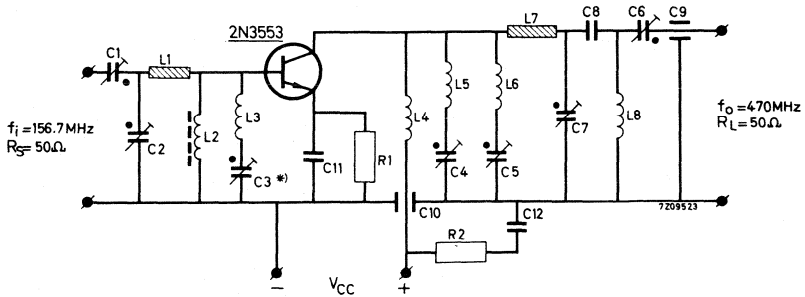 2N3553
L7
C8
C6
C9
C1
L1
L5
L6
L3
L4
fi=156.7MHz
RS=50Ω
C2
L2
C3 *)
C11
R1
C4
C5
C7
L8
fo=470MHz
RL=50Ω
C10
C12
7Z09523
R2
−
VCC
+